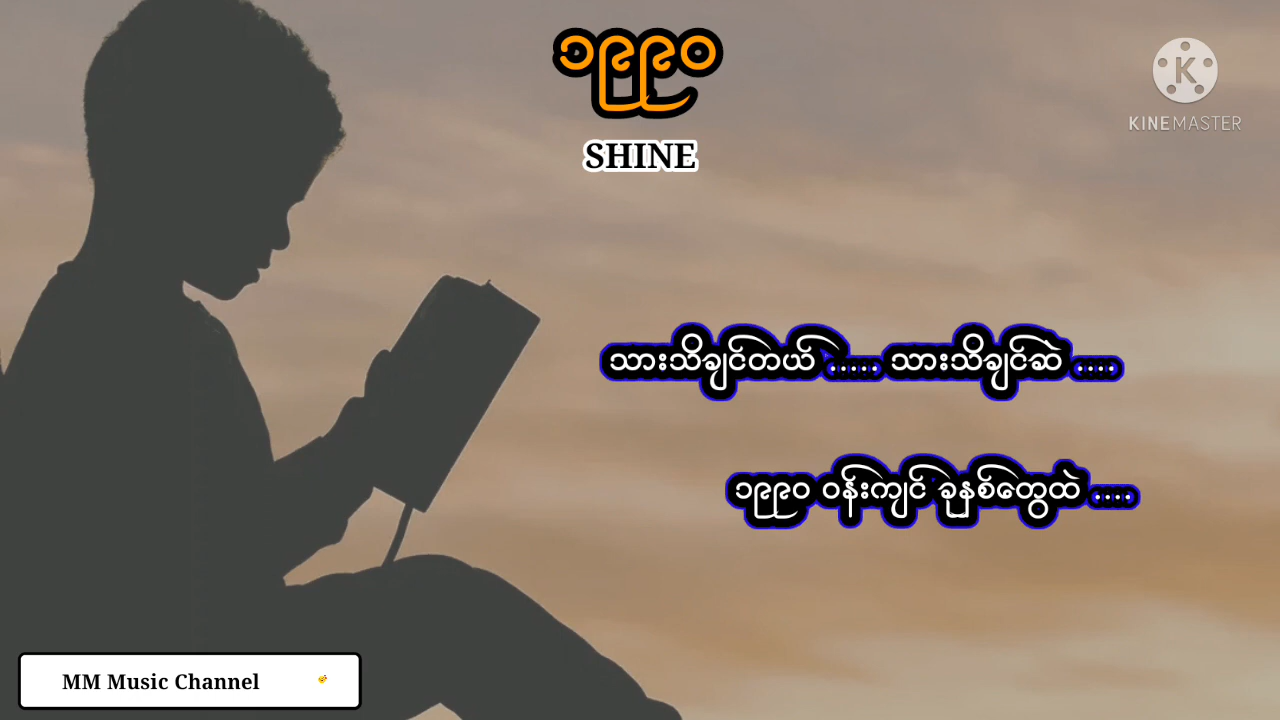 ၁၉၉၀
KINEMASTER
SHINE
သားသိချင်တယ် ..... သားသိချင်ဆဲ ....
၁၉၉၀ ဝန်းကျင် ခုနှစ်တွေထဲ ....
MM Music Channel